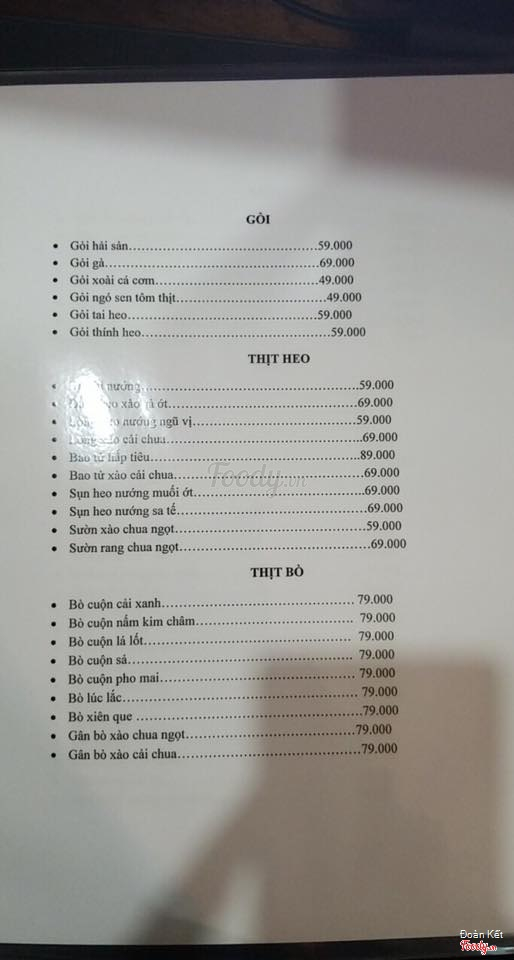 GỎI
• Gỏi hải sản.................................59.000
• Gỏi gà.................................69.000
• Gỏi xoài cá cơm.................................49.000
• Gỏi ngó sen tôm thịt.................................49.000
• Gỏi tai heo.................................59.000
• Gỏi thính heo.................................59.000
THỊT HEO
nướng.................................59.000
xào ớt.................................69.000
nướng ngũ vị.................................59.000
xào cải chua.................................69.000
• Bao tử hấp tiêu.................................89.000
• Bao tử xào cải chua.................................69.000
• Sụn heo nướng muối ớt.................................69.000
• Sụn heo nướng sa tế.................................69.000
• Sườn xào chua ngọt.................................59.000
• Sườn rang chua ngọt.................................69.000
Foody.vn
THỊT BÒ
• Bò cuộn cải xanh................................. 79.000
• Bò cuộn nấm kim châm................................. 79.000
• Bò cuộn lá lốt................................. 79.000
• Bò cuộn sả................................. 79.000
• Bò cuộn pho mai................................. 79.000
• Bò lúc lắc................................. 79.000
• Bò xiên que .................................79.000
• Gân bò xào chua ngọt.................................79.000
• Gân bò xào cải chua.................................79.000
Đoàn Kết
Foody.vn